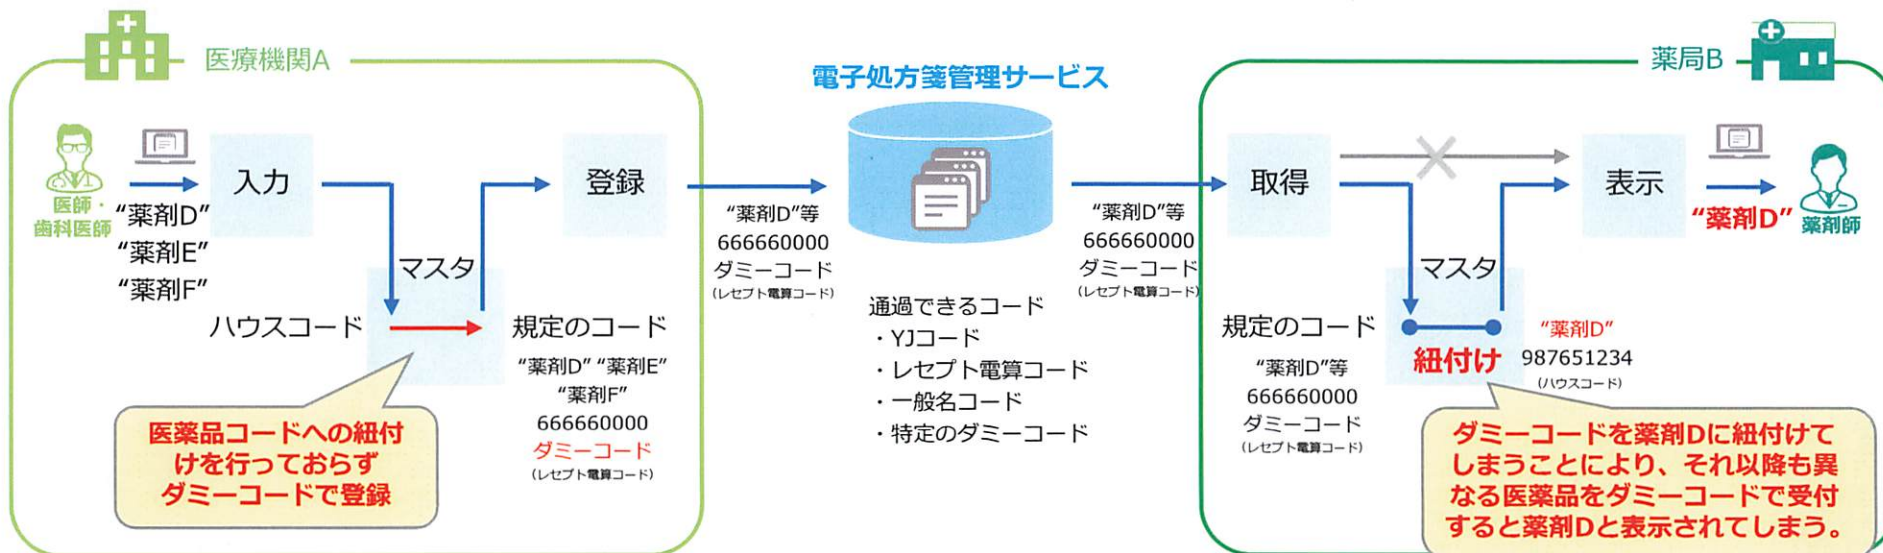 医療機関A
医師・
歯科医師
“薬剤D”
“薬剤E”
“薬剤F”
入力
マスタ
登録
ハウスコード
規定のコード
“薬剤D” “薬剤E”
“薬剤F”
666660000
ダミーコード
(レセプト電算コード)
医薬品コードへの紐付
けを行っておらず
ダミーコードで登録
“薬剤D”等
666660000
ダミーコード
(レセプト電算コード)
電子処方箋管理サービス
通過できるコード
・YJコード
・レセプト電算コード
・一般名コード
・特定のダミーコード
“薬剤D”等
666660000
ダミーコード
(レセプト電算コード)
薬局B
取得
マスタ
表示
“薬剤D”
薬剤師
規定のコード
“薬剤D”等
666660000
ダミーコード
(レセプト電算コード)
紐付け
“薬剤D”
987651234
(ハウスコード)
ダミーコードを薬剤Dに紐付けて
しまうことにより、それ以降も異
なる医薬品をダミーコードで受付
すると薬剤Dと表示されてしまう。